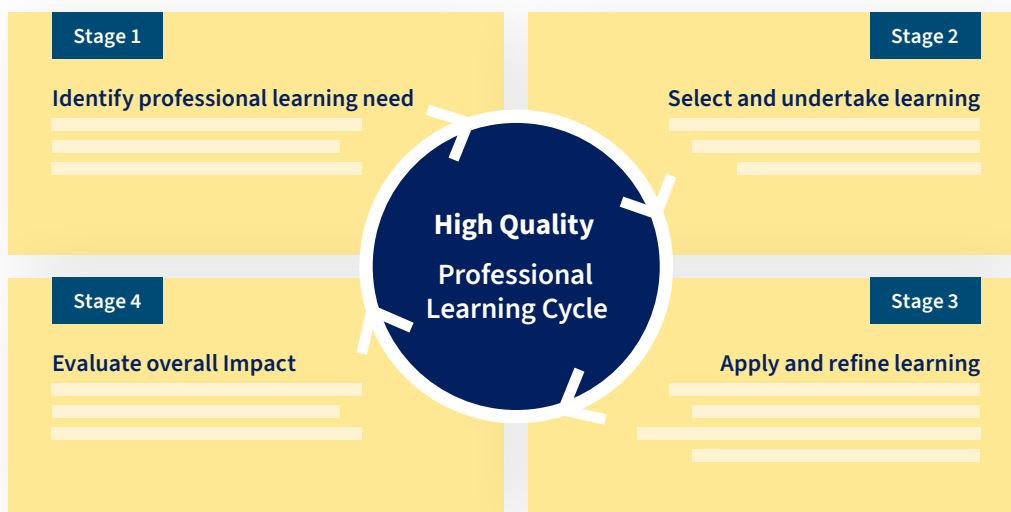 Stage 1
Identify professional learning need
Stage 2
Select and undertake learning
High Quality
Professional
Learning Cycle
Stage 4
Evaluate overall Impact
Stage 3
Apply and refine learning